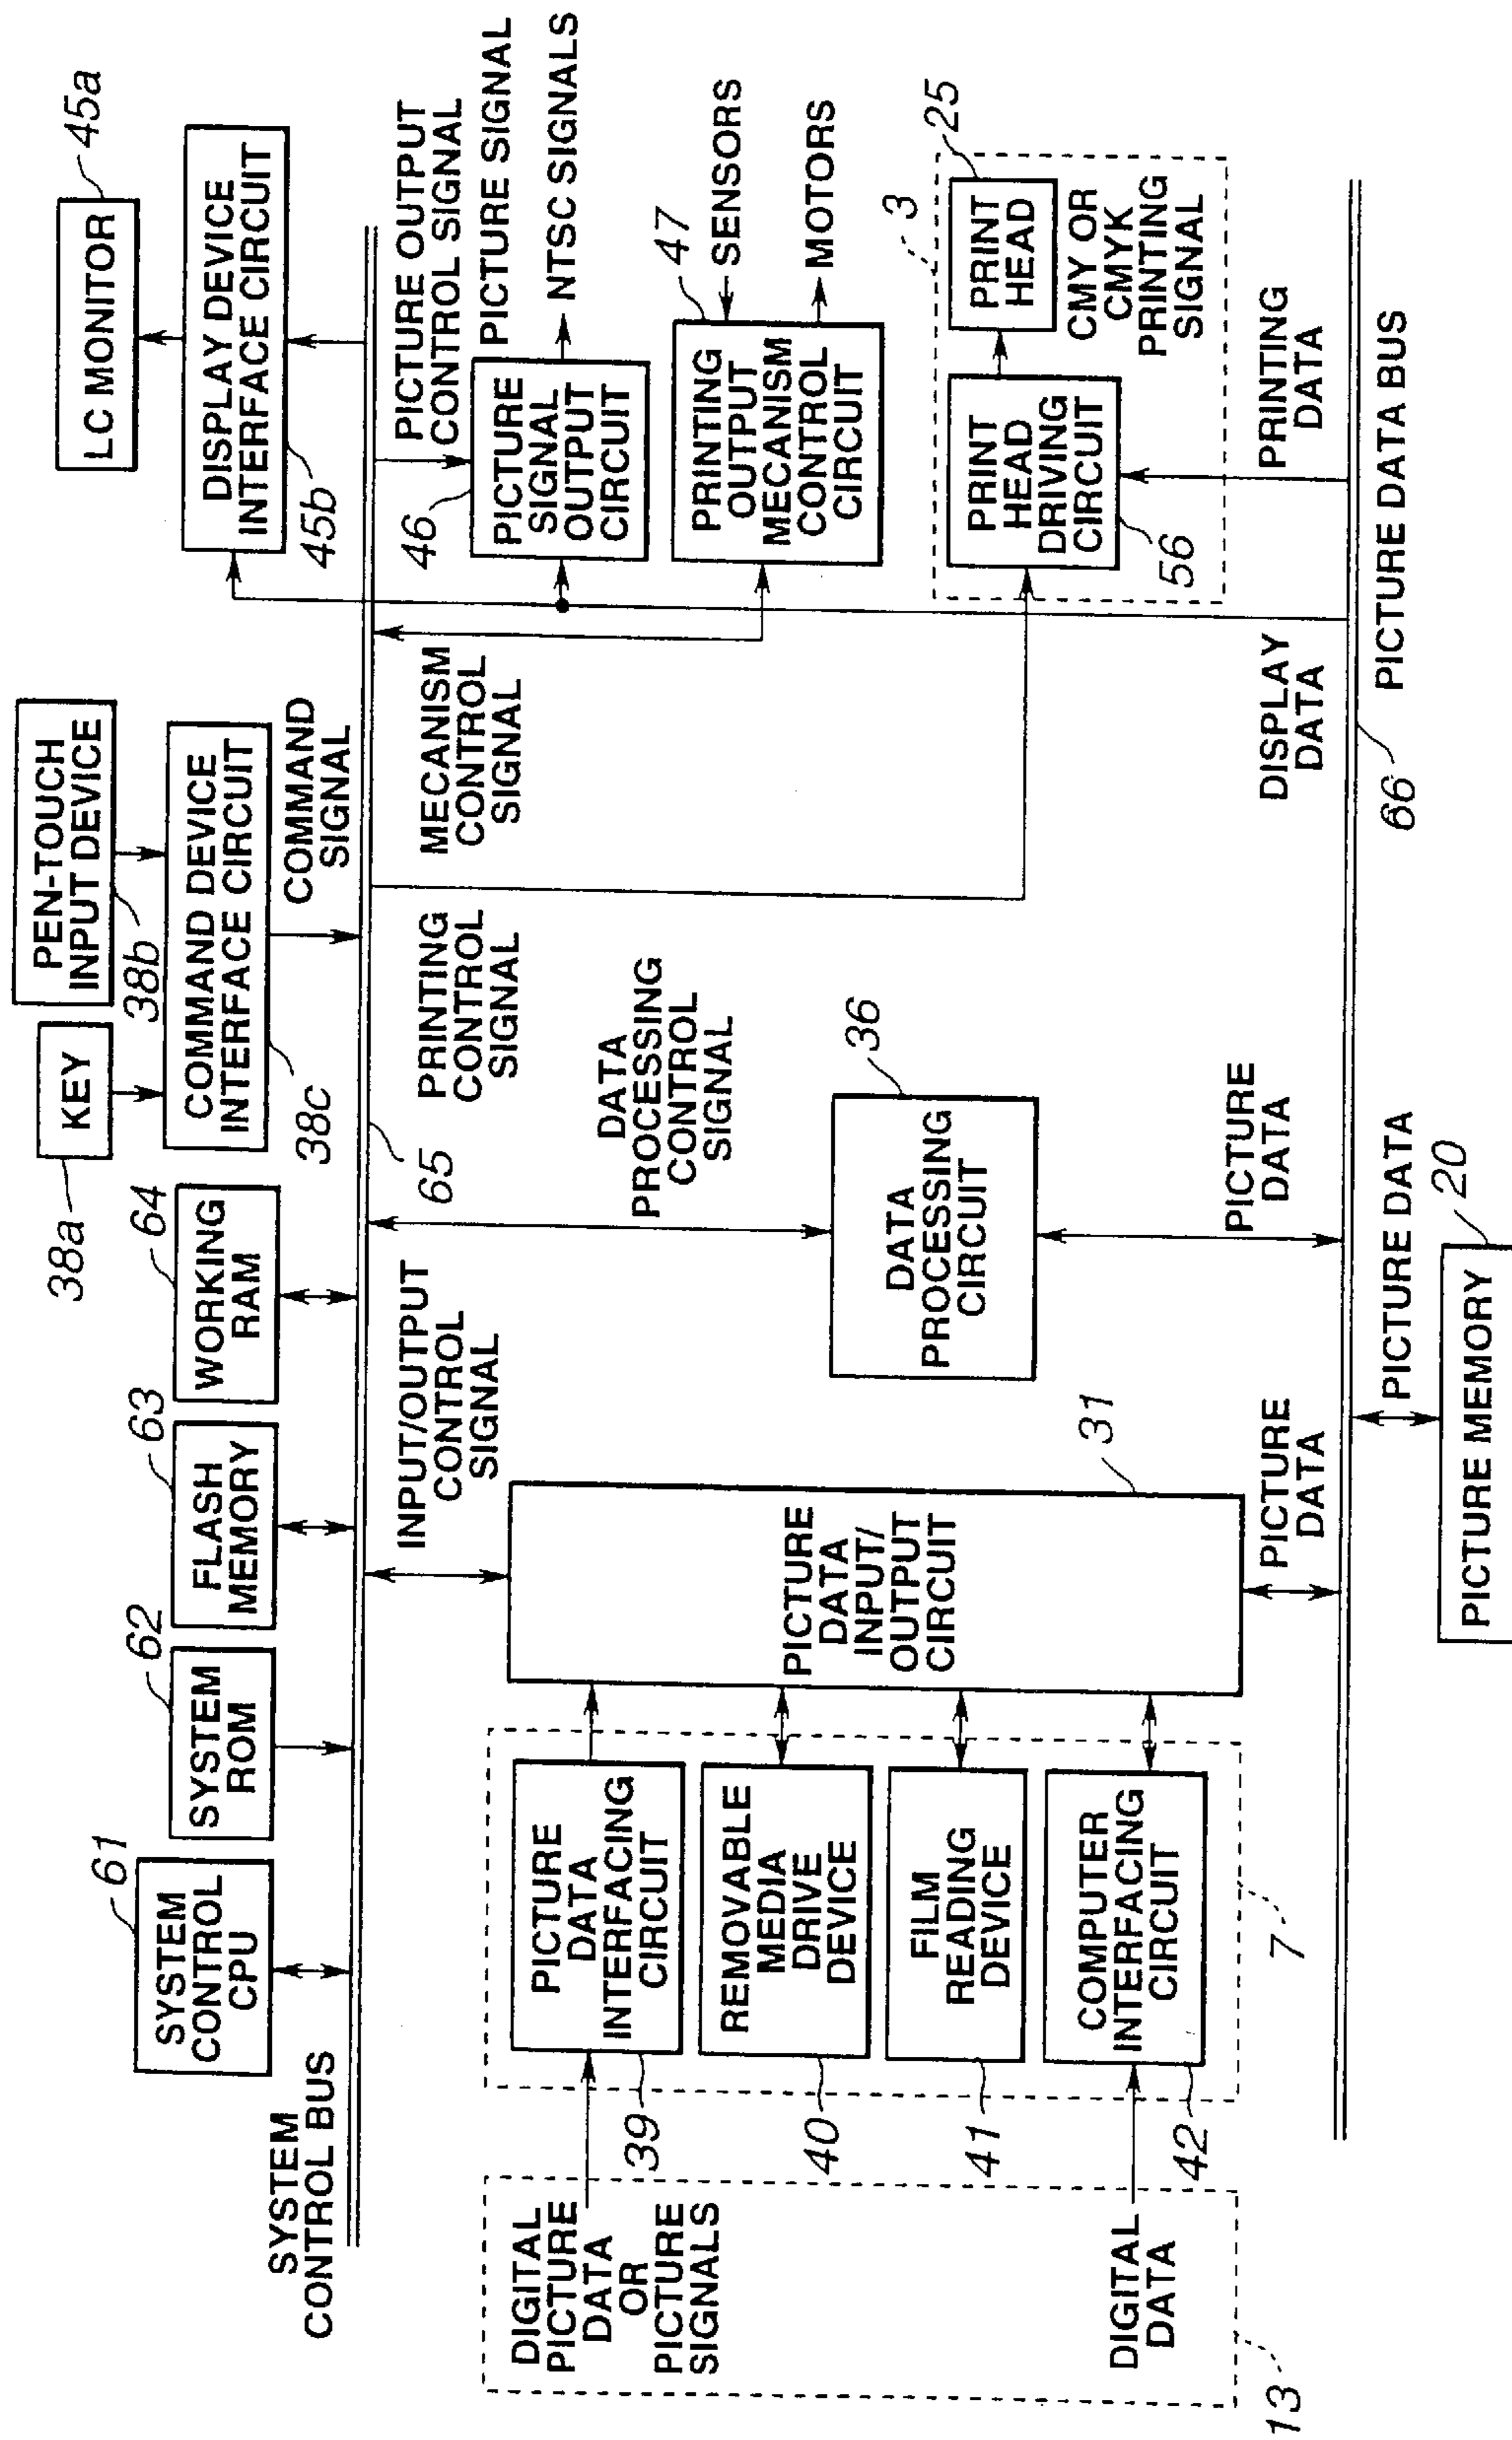 61
SYSTEM
CONTROL
CPU
62
SYSTEM
ROM
63
FLASH
MEMORY
64
WORKING
RAM
38a
KEY
PEN-TOUCH
INPUT DEVICE
38b
COMMAND DEVICE
INTERFACE CIRCUIT
38c
COMMAND
SIGNAL
LC MONITOR
45a
DISPLAY DEVICE
INTERFACE CIRCUIT
45b
SYSTEM
CONTROL BUS
65
INPUT/OUTPUT
CONTROL
SIGNAL
PRINTING
CONTROL
SIGNAL
MECANISM
CONTROL
SIGNAL
PICTURE OUTPUT
CONTROL SIGNAL
46
PICTURE
SIGNAL
OUTPUT
CIRCUIT
PICTURE SIGNAL
NTSC SIGNALS
DATA
PROCESSING
CONTROL
SIGNAL
47
PRINTING
OUTPUT
MECANISM
CONTROL
CIRCUIT
SENSORS
MOTORS
DIGITAL
PICTURE
DATA
OR
PICTURE
SIGNALS
DIGITAL
DATA
13
PICTURE
DATA
INTERFACING
CIRCUIT
39
REMOVABLE
MEDIA
DRIVE
DEVICE
40
FILM
READING
DEVICE
41
COMPUTER
INTERFACING
CIRCUIT
42
7
PICTURE
DATA
INPUT/
OUTPUT
CIRCUIT
31
DATA
PROCESSING
CIRCUIT
36
3
PRINT
HEAD
DRIVING
CIRCUIT
56
PRINT
HEAD
25
CMY OR
CMYK
PRINTING
SIGNAL
PICTURE
DATA
PICTURE
DATA
DISPLAY
DATA
PRINTING
DATA
66
PICTURE DATA BUS
PICTURE DATA
PICTURE MEMORY
20